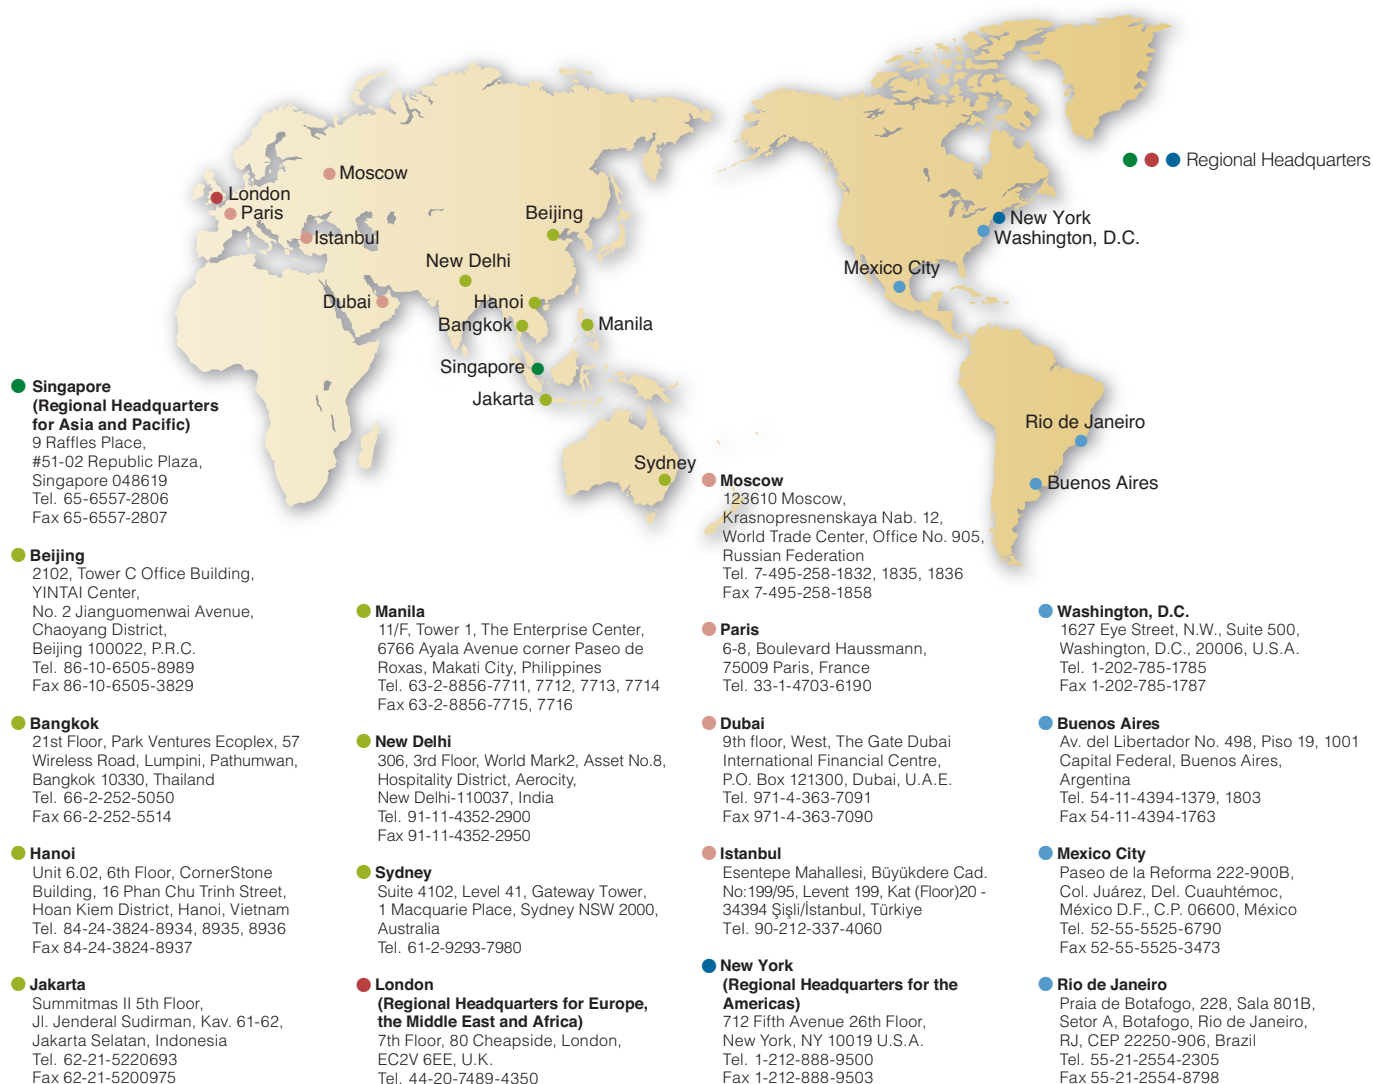 Regional Headquarters
Moscow
London
Paris
Istanbul
Dubai
Beijing
New Delhi
Hanoi
Bangkok
Manila
Singapore
Jakarta
Sydney
New York
Washington, D.C.
Mexico City
Rio de Janeiro
Buenos Aires
Singapore
(Regional Headquarters
for Asia and Pacific)
9 Raffles Place,
#51-02 Republic Plaza,
Singapore 048619
Tel. 65-6557-2806
Fax 65-6557-2807
Beijing
2102, Tower C Office Building,
YINTAI Center,
No. 2 Jianguomenwai Avenue,
Chaoyang District,
Beijing 100022, P.R.C.
Tel. 86-10-6505-8989
Fax 86-10-6505-3829
Bangkok
21st Floor, Park Ventures Ecoplex, 57
Wireless Road, Lumpini, Pathumwan,
Bangkok 10330, Thailand
Tel. 66-2-252-5050
Fax 66-2-252-5514
Hanoi
Unit 6.02, 6th Floor, CornerStone
Building, 16 Phan Chu Trinh Street,
Hoan Kiem District, Hanoi, Vietnam
Tel. 84-24-3824-8934, 8935, 8936
Fax 84-24-3824-8937
Jakarta
Summitmas II 5th Floor,
Jl. Jenderal Sudirman, Kav. 61-62,
Jakarta Selatan, Indonesia
Tel. 62-21-5220693
Fax 62-21-5200975
Manila
11/F, Tower 1, The Enterprise Center,
6766 Ayala Avenue corner Paseo de
Roxas, Makati City, Philippines
Tel. 63-2-8856-7711, 7712, 7713, 7714
Fax 63-2-8856-7715, 7716
New Delhi
306, 3rd Floor, World Mark2, Asset No.8,
Hospitality District, Aerocity,
New Delhi-110037, India
Tel. 91-11-4352-2900
Fax 91-11-4352-2950
Sydney
Suite 4102, Level 41, Gateway Tower,
1 Macquarie Place, Sydney NSW 2000,
Australia
Tel. 61-2-9293-7980
London
(Regional Headquarters for Europe,
the Middle East and Africa)
7th Floor, 80 Cheapside, London,
EC2V 6EE, U.K.
Tel. 44-20-7489-4350
Moscow
123610 Moscow,
Krasnopresnenskaya Nab. 12,
World Trade Center, Office No. 905,
Russian Federation
Tel. 7-495-258-1832, 1835, 1836
Fax 7-495-258-1858
Paris
6-8, Boulevard Haussmann,
75009 Paris, France
Tel. 33-1-4703-6190
Dubai
9th floor, West, The Gate Dubai
International Financial Centre,
P.O. Box 121300, Dubai, U.A.E.
Tel. 971-4-363-7091
Fax 971-4-363-7090
Istanbul
Esentepe Mahallesi, Büyükdere Cad.
No:199/95, Levent 199, Kat (Floor)20 -
34394 Şişli/İstanbul, Türkiye
Tel. 90-212-337-4060
New York
(Regional Headquarters for the
Americas)
712 Fifth Avenue 26th Floor,
New York, NY 10019 U.S.A.
Tel. 1-212-888-9500
Fax 1-212-888-9503
Washington, D.C.
1627 Eye Street, N.W., Suite 500,
Washington, D.C., 20006, U.S.A.
Tel. 1-202-785-1785
Fax 1-202-785-1787
Buenos Aires
Av. del Libertador No. 498, Piso 19, 1001
Capital Federal, Buenos Aires,
Argentina
Tel. 54-11-4394-1379, 1803
Fax 54-11-4394-1763
Mexico City
Paseo de la Reforma 222-900B,
Col. Juárez, Del. Cuauhtémoc,
México D.F., C.P. 06600, México
Tel. 52-55-5525-6790
Fax 52-55-5525-3473
Rio de Janeiro
Praia de Botafogo, 228, Sala 801B,
Setor A, Botafogo, Rio de Janeiro,
RJ, CEP 22250-906, Brazil
Tel. 55-21-2554-2305
Fax 55-21-2554-8798